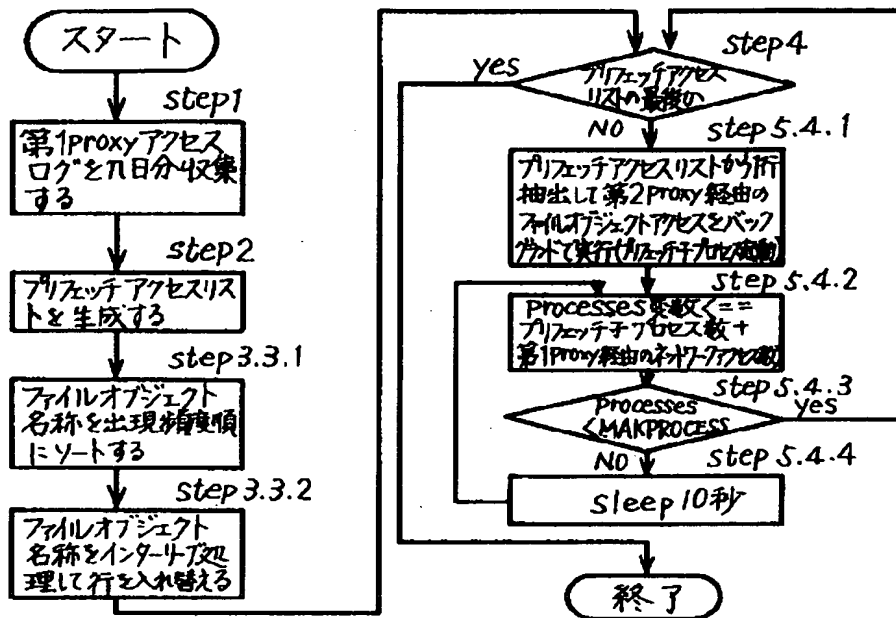 スタート
step1
第1proxyアクセス
ログをn日分収集
する
step2
プリフェッチアクセスリス
トを生成する
step3.3.1
ファイルオブジェクト
名称を出現頻度順
にソートする
step3.3.2
ファイルオブジェクト
名称をインターリーブ処
理して行を入れ替える
step4
プリフェッチアクセス
リストの最後か
yes
NO
step5.4.1
プリフェッチアクセスリストから1行
抽出して第2proxy経由の
ファイルオブジェクトアクセスをバック
グランドで実行(プリフェッチ子プロセス起動)
step5.4.2
processes変数<==
プリフェッチ子プロセス数+
第1proxy経由のネットワークアクセス数
step5.4.3
processes
<MAKPROCESS
yes
NO
step5.4.4
sleep10秒
終了